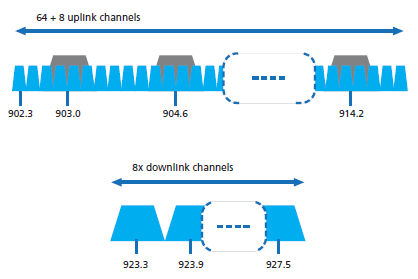 64 + 8 uplink channels
902.3 903.0 904.6 914.2
8x downlink channels
923.3 923.9 927.5